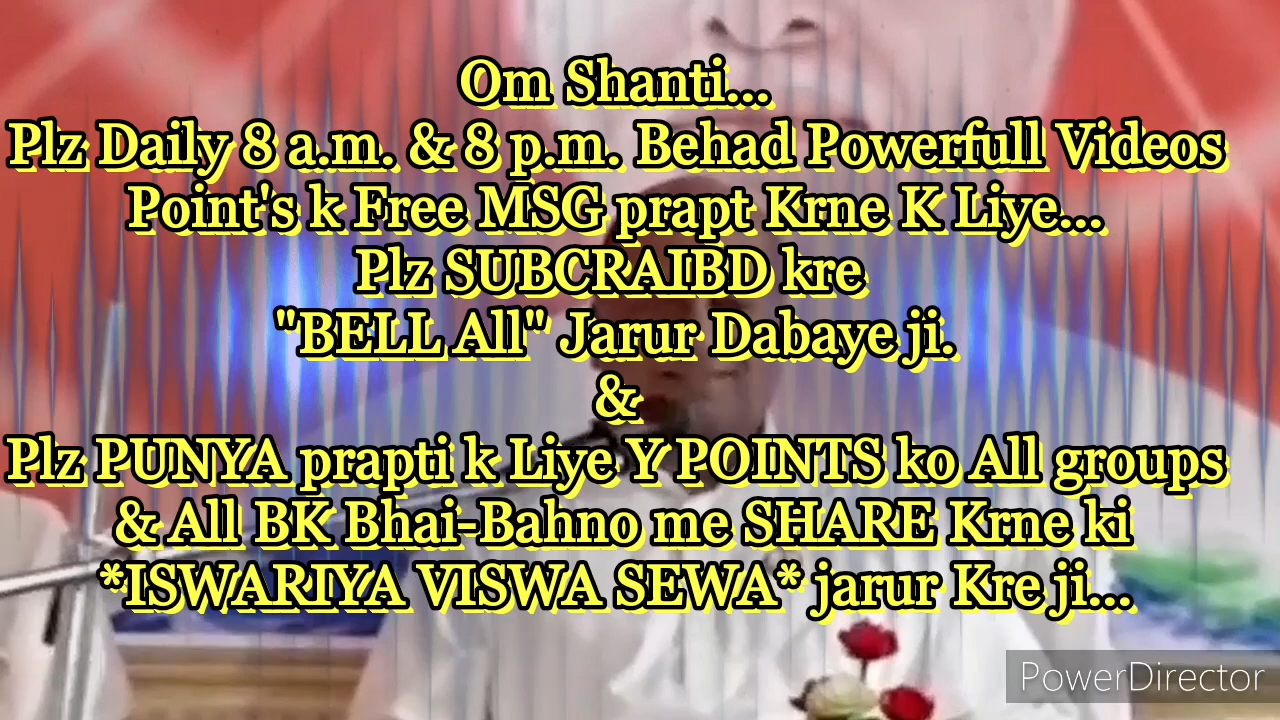 Om Shanti...
Plz Daily 8 a.m. & 8 p.m. Behad Powerfull Videos
Point's k Free MSG prapt Krne K Liye...
Plz SUBCRAIBD kre
"BELL All" Jarur Dabaye ji.
&
Plz PUNYA prapti k Liye Y POINTS ko All groups
& All BK Bhai-Bahno me SHARE Krne ki
*ISWARIYA VISWA SEWA* jarur Kre ji...
PowerDirector